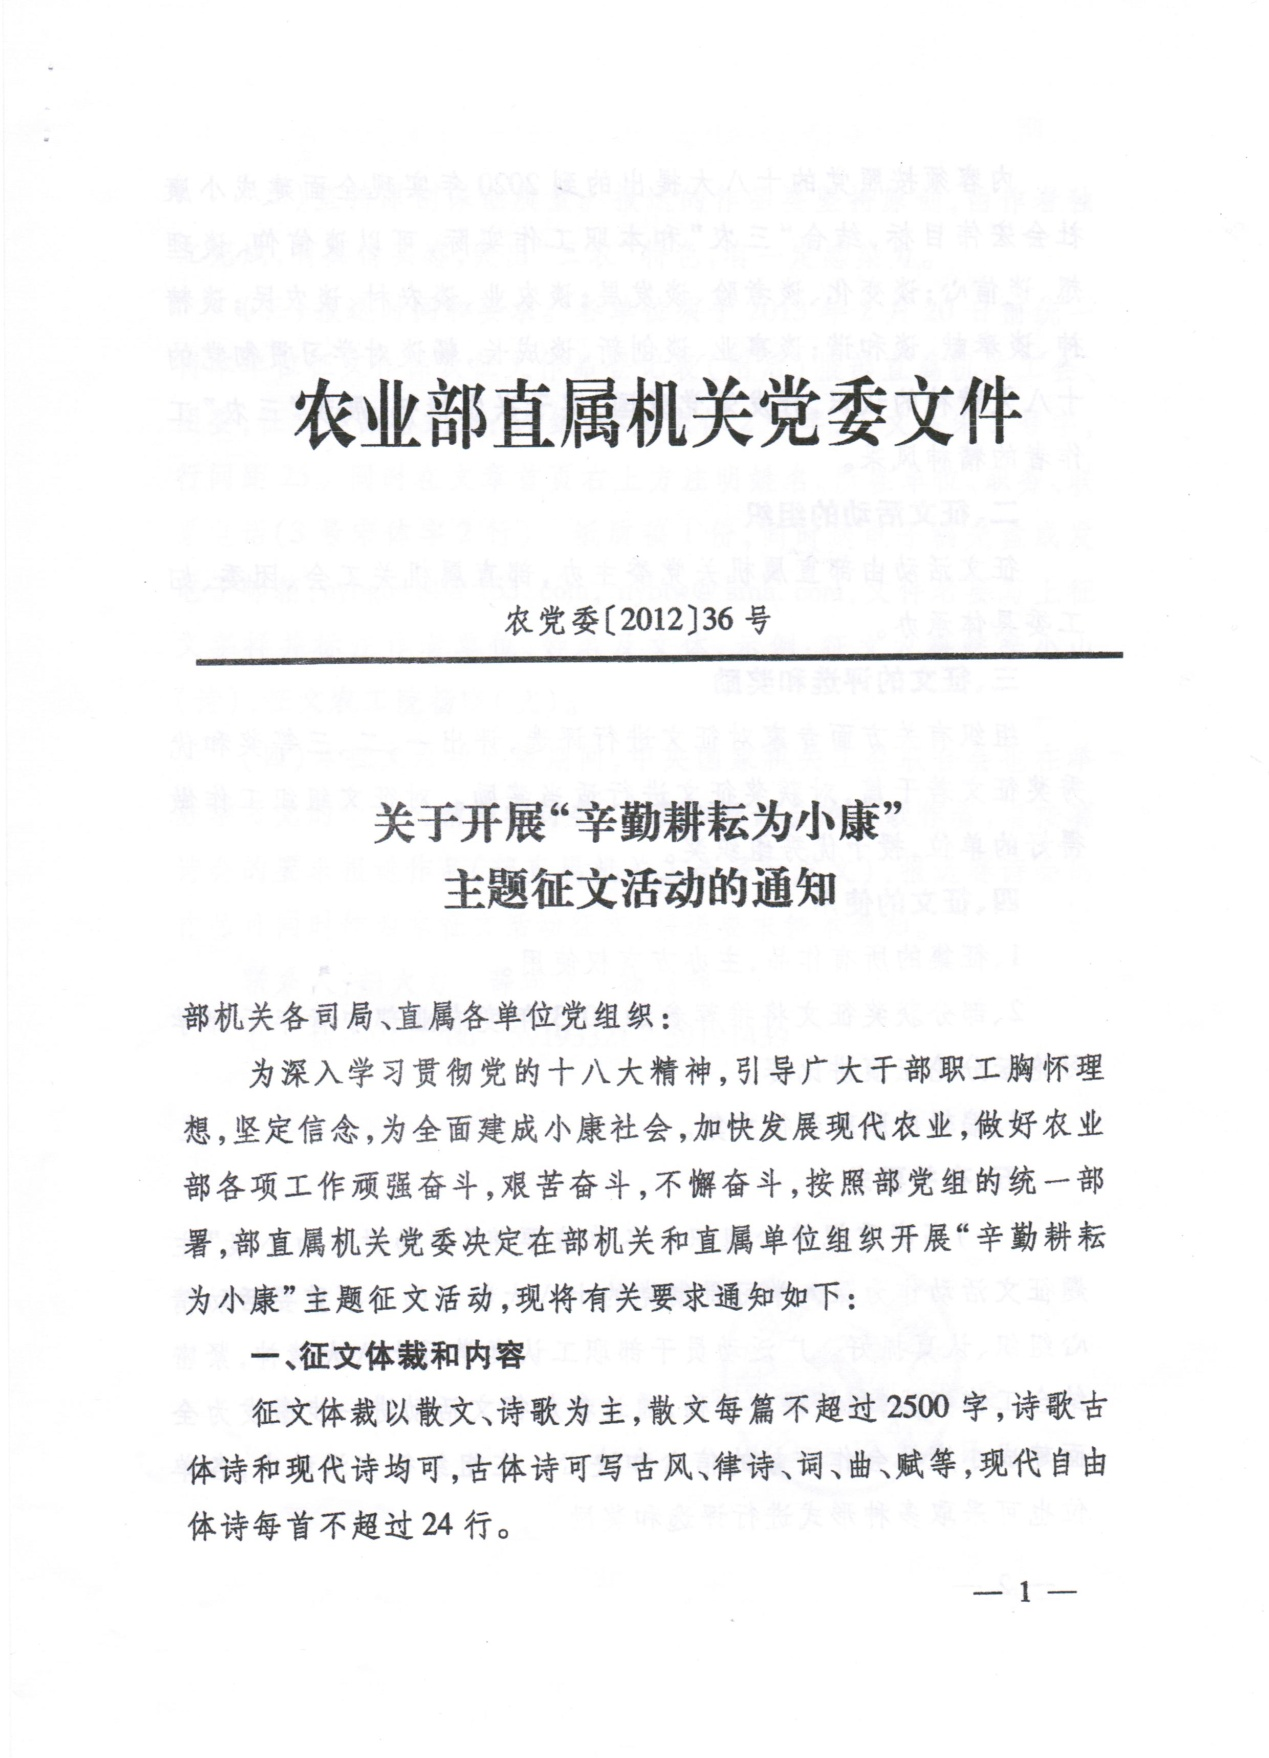 农业部直属机关党委文件
农党委〔2012〕36 号
关于开展“辛勤耕耘为小康”
主题征文活动的通知
部机关各司局、直属各单位党组织：
为深入学习贯彻党的十八大精神，引导广大干部职工胸怀理
想，坚定信念，为全面建成小康社会，加快发展现代农业，做好农业
部各项工作顽强奋斗，艰苦奋斗，不懈奋斗，按照部党组的统一部
署，部直属机关党委决定在部机关和直属单位组织开展“辛勤耕耘
为小康”主题征文活动，现将有关要求通知如下：
一、征文体裁和内容
征文体裁以散文、诗歌为主，散文每篇不超过 2500 字，诗歌古
体诗和现代诗均可，古体诗可写古风、律诗、词、曲、赋等，现代自由
体诗每首不超过 24 行。
— 1 —